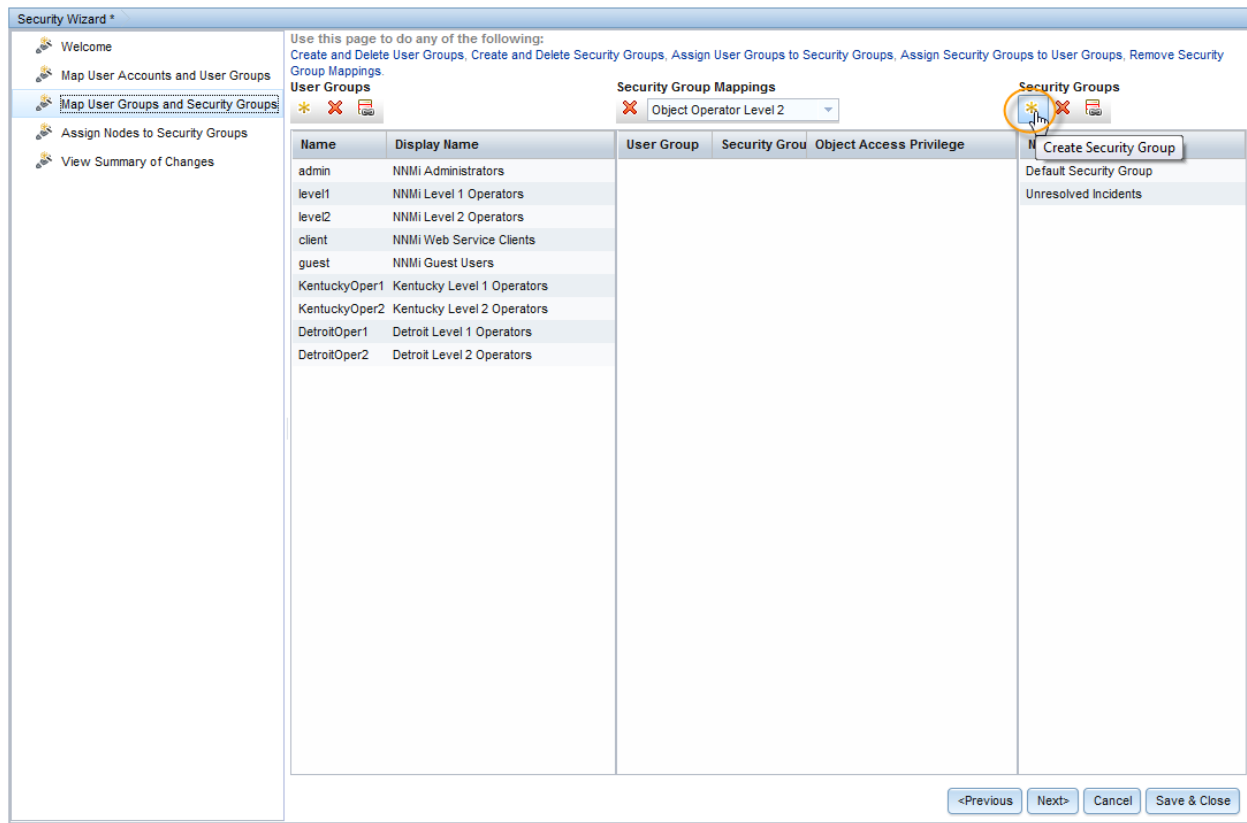 Security Wizard *
Welcome
Map User Accounts and User Groups
Map User Groups and Security Groups
Assign Nodes to Security Groups
View Summary of Changes
Use this page to do any of the following:
Create and Delete User Groups, Create and Delete Security Groups, Assign User Groups to Security Groups, Assign Security Groups to User Groups, Remove Security
Group Mappings.
User Groups
Name Display Name
admin NNMi Administrators
level1 NNMi Level 1 Operators
level2 NNMi Level 2 Operators
client NNMi Web Service Clients
guest NNMi Guest Users
KentuckyOper1 Kentucky Level 1 Operators
KentuckyOper2 Kentucky Level 2 Operators
DetroitOper1 Detroit Level 1 Operators
DetroitOper2 Detroit Level 2 Operators
Security Group Mappings
Object Operator Level 2
User Group Security Grou Object Access Privilege
Security Groups
Create Security Group
Default Security Group
Unresolved Incidents
<Previous Next> Cancel Save & Close